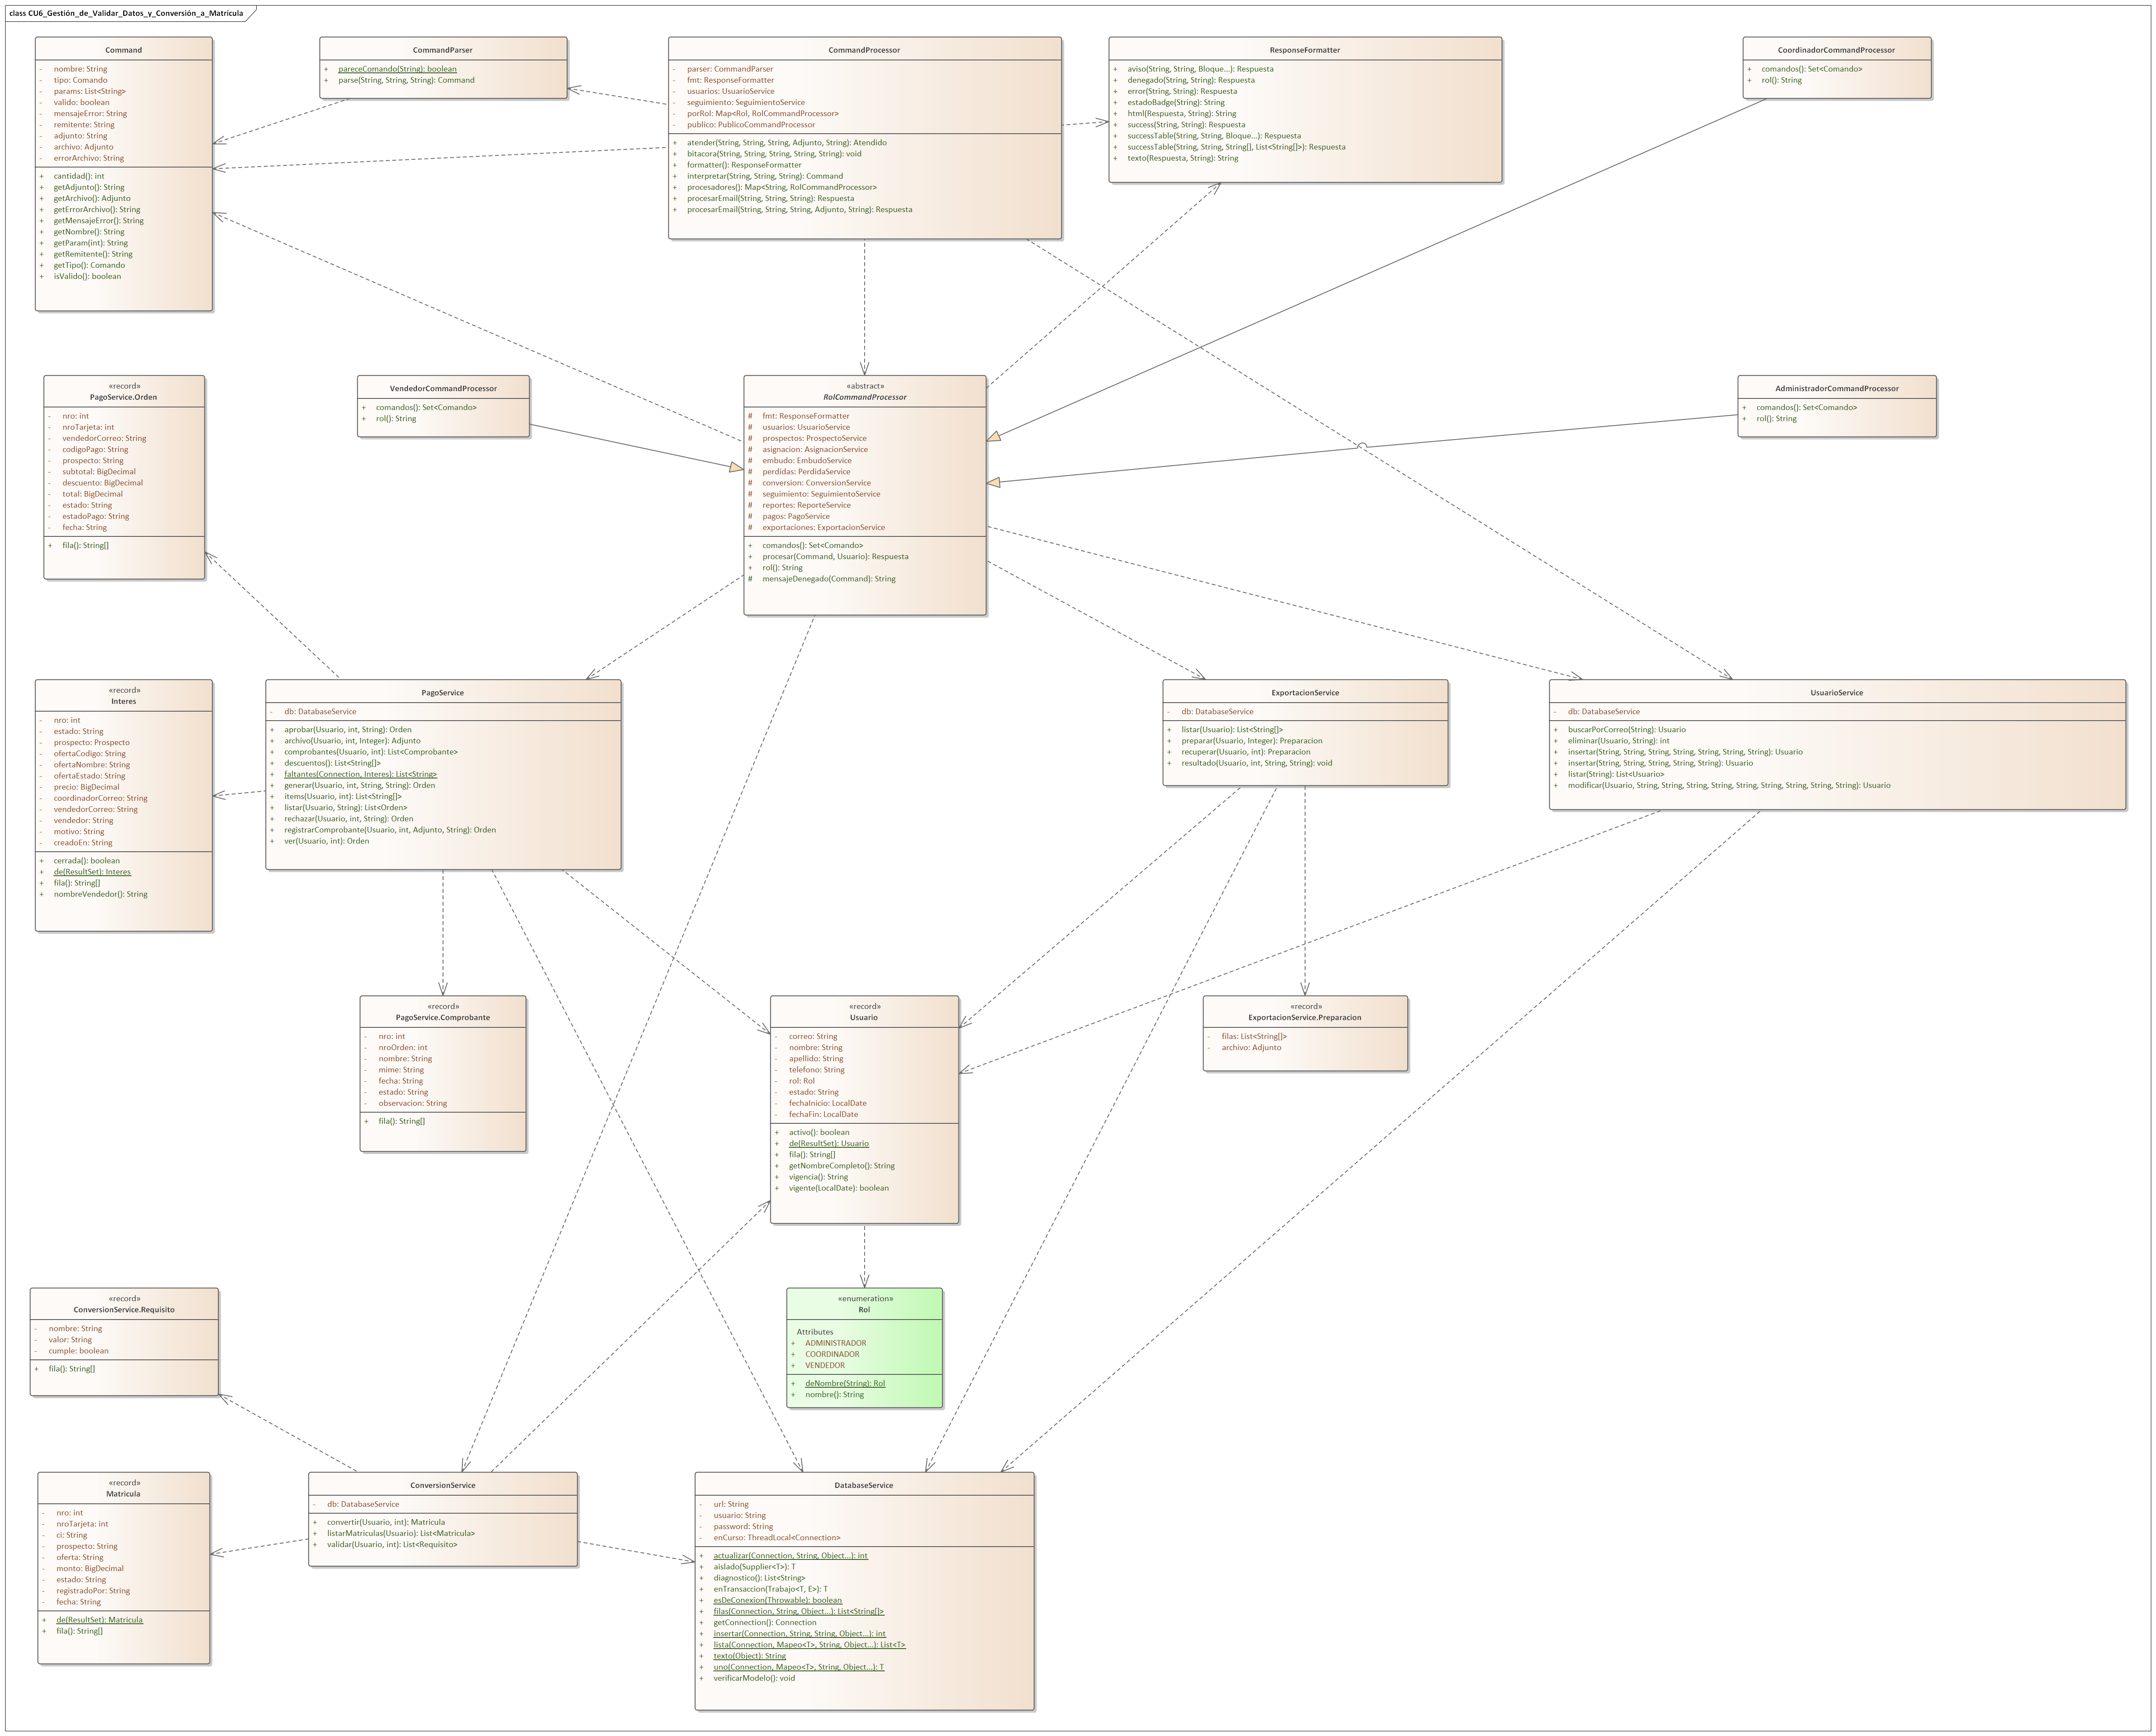 class CU6_Gestión_de_Validar_Datos_y_Conversión_a_Matrícula
Command
- nombre: String
- tipo: Comando
- params: List<String>
- valido: boolean
- mensajeError: String
- remitente: String
- adjunto: String
- archivo: Adjunto
- errorArchivo: String
+ cantidad(): int
+ getAdjunto(): String
+ getArchivo(): Adjunto
+ getErrorArchivo(): String
+ getMensajeError(): String
+ getNombre(): String
+ getParam(int): String
+ getRemitente(): String
+ getTipo(): Comando
+ isValido(): boolean
CommandParser
+ pareceComando(String): boolean
+ parse(String, String, String): Command
CommandProcessor
- parser: CommandParser
- fmt: ResponseFormatter
- usuarios: UsuarioService
- seguimiento: SeguimientoService
- porRol: Map<Rol, RolCommandProcessor>
- publico: PublicoCommandProcessor
+ atender(String, String, String, Adjunto, String): Atendido
+ bitacora(String, String, String, String, String): void
+ formatter(): ResponseFormatter
+ interpretar(String, String, String): Command
+ procesadores(): Map<String, RolCommandProcessor>
+ procesarEmail(String, String, String): Respuesta
+ procesarEmail(String, String, String, Adjunto, String): Respuesta
ResponseFormatter
+ aviso(String, String, Bloque...): Respuesta
+ denegado(String, String): Respuesta
+ error(String, String): Respuesta
+ estadoBadge(String): String
+ html(Respuesta, String): String
+ success(String, String): Respuesta
+ successTable(String, String, Bloque...): Respuesta
+ successTable(String, String, String[], List<String[]>): Respuesta
+ texto(Respuesta, String): String
CoordinadorCommandProcessor
+ comandos(): Set<Comando>
+ rol(): String
«record»
PagoService.Orden
- nro: int
- nroTarjeta: int
- vendedorCorreo: String
- codigoPago: String
- prospecto: String
- subtotal: BigDecimal
- descuento: BigDecimal
- total: BigDecimal
- estado: String
- estadoPago: String
- fecha: String
+ fila(): String[]
VendedorCommandProcessor
+ comandos(): Set<Comando>
+ rol(): String
«abstract»
RolCommandProcessor
# fmt: ResponseFormatter
# usuarios: UsuarioService
# prospectos: ProspectoService
# asignacion: AsignacionService
# embudo: EmbudoService
# perdidas: PerdidaService
# conversion: ConversionService
# seguimiento: SeguimientoService
# reportes: ReporteService
# pagos: PagoService
# exportaciones: ExportacionService
+ comandos(): Set<Comando>
+ procesar(Command, Usuario): Respuesta
+ rol(): String
# mensajeDenegado(Command): String
AdministradorCommandProcessor
+ comandos(): Set<Comando>
+ rol(): String
«record»
Interes
- nro: int
- estado: String
- prospecto: Prospecto
- ofertaCodigo: String
- ofertaNombre: String
- ofertaEstado: String
- precio: BigDecimal
- coordinadorCorreo: String
- vendedorCorreo: String
- vendedor: String
- motivo: String
- creadoEn: String
+ cerrada(): boolean
+ de(ResultSet): Interes
+ fila(): String[]
+ nombreVendedor(): String
PagoService
- db: DatabaseService
+ aprobar(Usuario, int, String): Orden
+ archivo(Usuario, int, Integer): Adjunto
+ comprobantes(Usuario, int): List<Comprobante>
+ descuentos(): List<String[]>
+ faltantes(Connection, Interes): List<String>
+ generar(Usuario, int, String, String): Orden
+ items(Usuario, int): List<String[]>
+ listar(Usuario, String): List<Orden>
+ rechazar(Usuario, int, String): Orden
+ registrarComprobante(Usuario, int, Adjunto, String): Orden
+ ver(Usuario, int): Orden
ExportacionService
- db: DatabaseService
+ listar(Usuario): List<String[]>
+ preparar(Usuario, Integer): Preparacion
+ recuperar(Usuario, int): Preparacion
+ resultado(Usuario, int, String, String): void
UsuarioService
- db: DatabaseService
+ buscarPorCorreo(String): Usuario
+ eliminar(Usuario, String): int
+ insertar(String, String, String, String, String, String, String): Usuario
+ insertar(String, String, String, String, String): Usuario
+ listar(String): List<Usuario>
+ modificar(Usuario, String, String, String, String, String, String, String, String): Usuario
«record»
PagoService.Comprobante
- nro: int
- nroOrden: int
- nombre: String
- mime: String
- fecha: String
- estado: String
- observacion: String
+ fila(): String[]
«record»
Usuario
- correo: String
- nombre: String
- apellido: String
- telefono: String
- rol: Rol
- estado: String
- fechaInicio: LocalDate
- fechaFin: LocalDate
+ activo(): boolean
+ de(ResultSet): Usuario
+ fila(): String[]
+ getNombreCompleto(): String
+ vigencia(): String
+ vigente(LocalDate): boolean
«record»
ExportacionService.Preparacion
- filas: List<String[]>
- archivo: Adjunto
«record»
ConversionService.Requisito
- nombre: String
- valor: String
- cumple: boolean
+ fila(): String[]
«enumeration»
Rol
Attributes
+ ADMINISTRADOR
+ COORDINADOR
+ VENDEDOR
+ deNombre(String): Rol
+ nombre(): String
«record»
Matricula
- nro: int
- nroTarjeta: int
- ci: String
- prospecto: String
- oferta: String
- monto: BigDecimal
- estado: String
- registradoPor: String
- fecha: String
+ de(ResultSet): Matricula
+ fila(): String[]
ConversionService
- db: DatabaseService
+ convertir(Usuario, int): Matricula
+ listarMatriculas(Usuario): List<Matricula>
+ validar(Usuario, int): List<Requisito>
DatabaseService
- url: String
- usuario: String
- password: String
- enCurso: ThreadLocal<Connection>
+ actualizar(Connection, String, Object...): int
+ aislado(Supplier<T>): T
+ diagnostico(): List<String>
+ enTransaccion(Trabajo<T, E>): T
+ esDeConexion(Throwable): boolean
+ filas(Connection, String, Object...): List<String[]>
+ getConnection(): Connection
+ insertar(Connection, String, String, Object...): int
+ lista(Connection, Mapeo<T>, String, Object...): List<T>
+ texto(Object): String
+ uno(Connection, Mapeo<T>, String, Object...): T
+ verificarModelo(): void